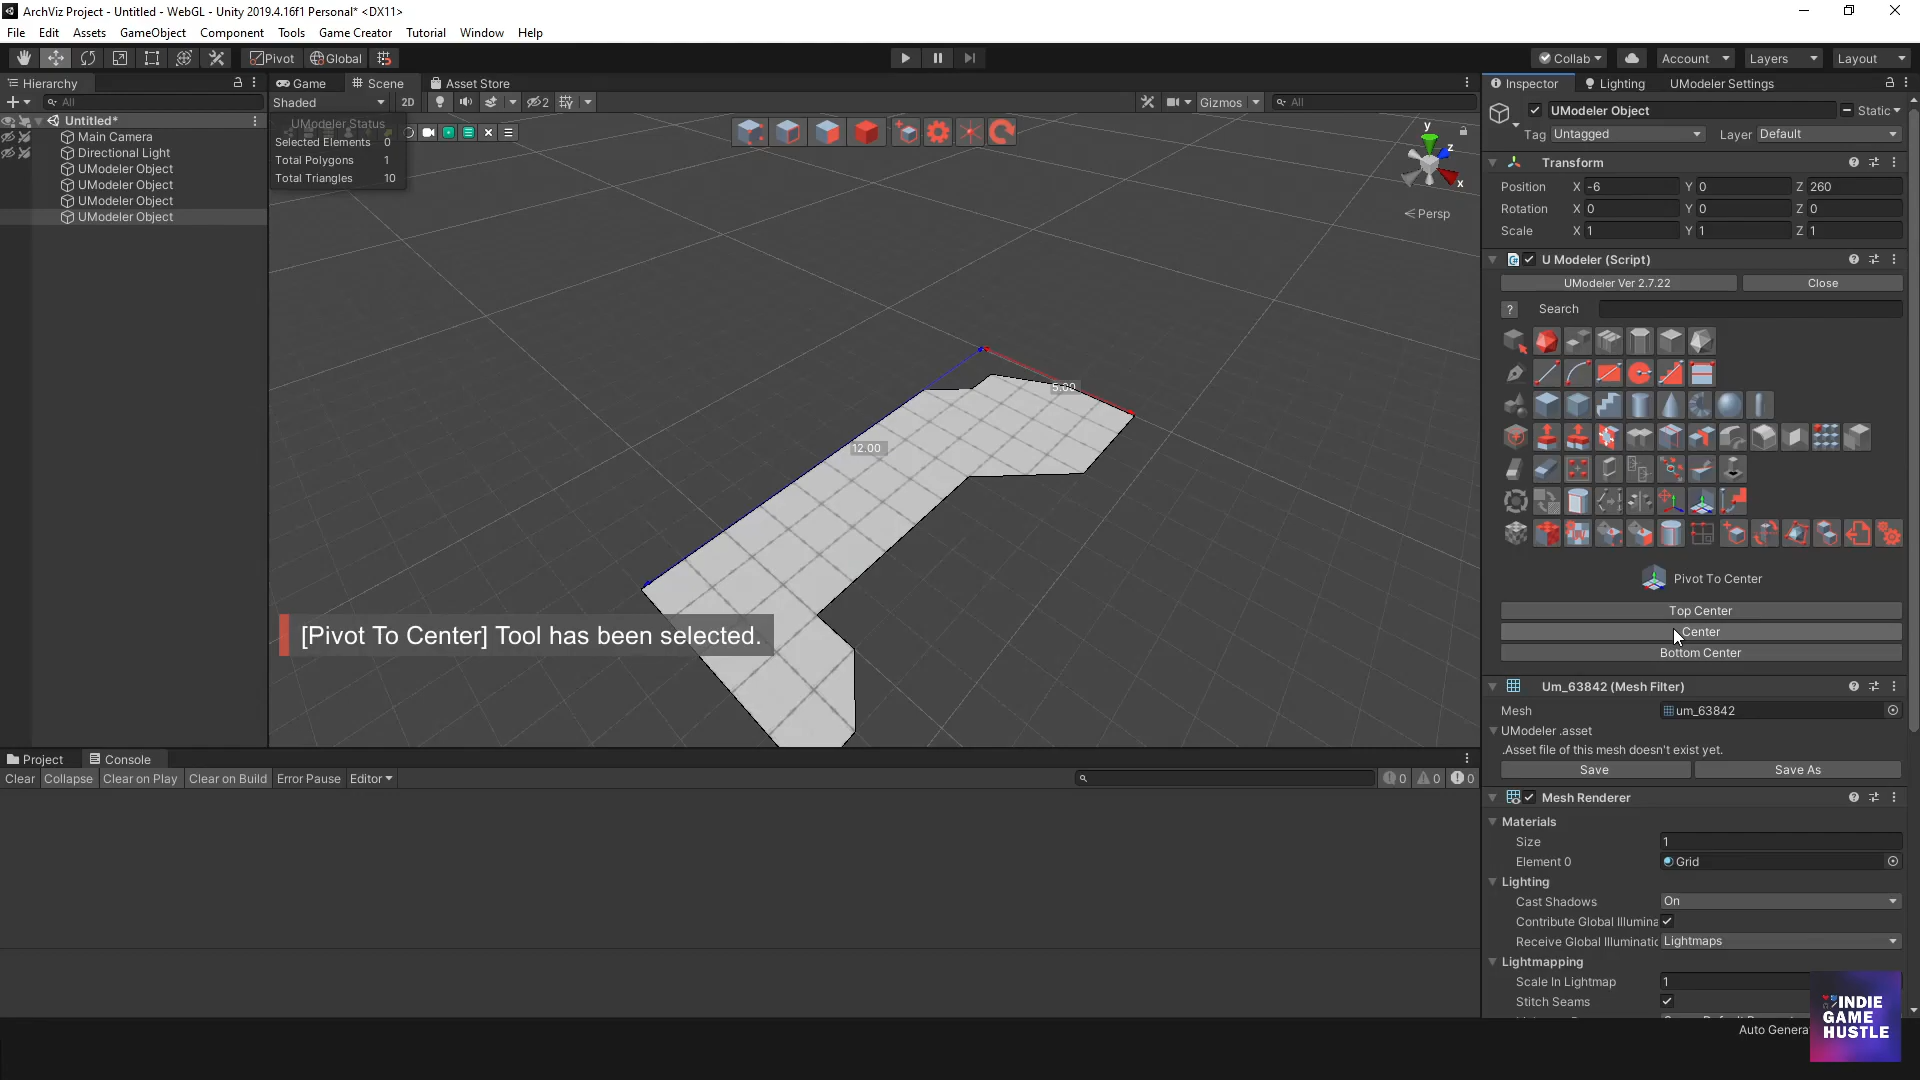 ArchViz Project - Untitled - WebGL - Unity 2019.4.16f1 Personal* <DX11>
File Edit Assets GameObject Component Tools Game Creator Tutorial Window Help
Pivot Global Collab Account Layers Layout
Hierarchy
All
Untitled*
Main Camera
Directional Light
UModeler Object
UModeler Object
UModeler Object
UModeler Object
Game Scene Asset Store
Shaded 2D 2 Gizmos All
UModeler Status
Selected Elements 0
Total Polygons 1
Total Triangles 10
y
z
x
Persp
5.00
12.00
[Pivot To Center] Tool has been selected.
Project Console
Clear Collapse Clear on Play Clear on Build Error Pause Editor 0 0 0
Inspector Lighting UModeler Settings
UModeler Object Static
Tag Untagged Layer Default
Transform
Position X -6 Y 0 Z 260
Rotation X 0 Y 0 Z 0
Scale X 1 Y 1 Z 1
U Modeler (Script)
UModeler Ver 2.7.22 Close
? Search
Pivot To Center
Top Center
Center
Bottom Center
Um_63842 (Mesh Filter)
Mesh um_63842
UModeler .asset
.Asset file of this mesh doesn't exist yet.
Save Save As
Mesh Renderer
Materials
Size 1
Element 0 Grid
Lighting
Cast Shadows On
Contribute Global Illumina
Receive Global Illuminatic Lightmaps
Lightmapping
Scale In Lightmap 1
Stitch Seams
Auto Genera
INDIE
GAME
HUSTLE